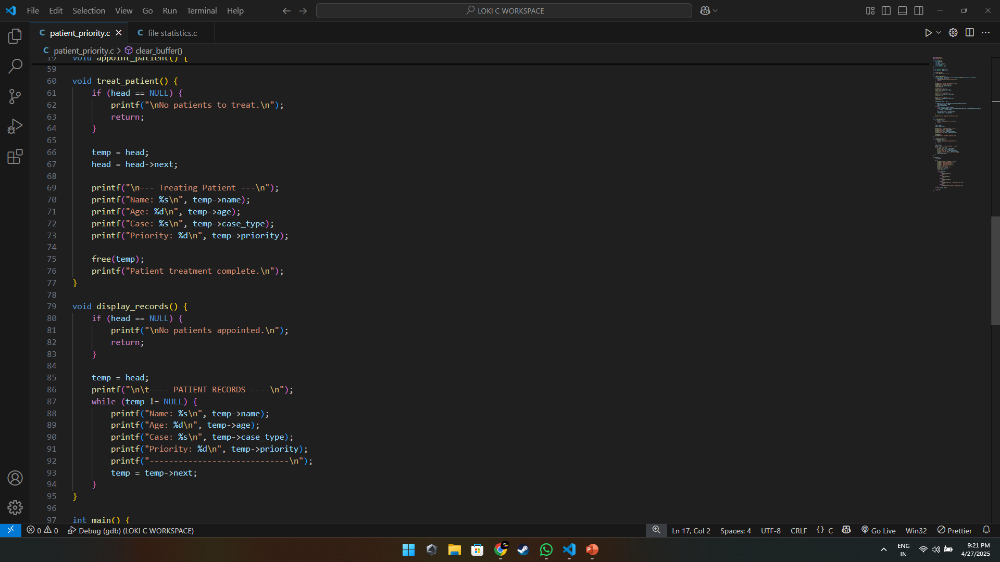 File Edit Selection View Go Run Terminal Help LOKI C WORKSPACE
C patient_priority.c C file statistics.c
C patient_priority.c > clear_buffer()
19 void appoint_patient() {
59
60 void treat_patient() {
61 if (head == NULL) {
62 printf("\nNo patients to treat.\n");
63 return;
64 }
65
66 temp = head;
67 head = head->next;
68
69 printf("\n--- Treating Patient ---\n");
70 printf("Name: %s\n", temp->name);
71 printf("Age: %d\n", temp->age);
72 printf("Case: %s\n", temp->case_type);
73 printf("Priority: %d\n", temp->priority);
74
75 free(temp);
76 printf("Patient treatment complete.\n");
77 }
78
79 void display_records() {
80 if (head == NULL) {
81 printf("\nNo patients appointed.\n");
82 return;
83 }
84
85 temp = head;
86 printf("\n\t---- PATIENT RECORDS ----\n");
87 while (temp != NULL) {
88 printf("Name: %s\n", temp->name);
89 printf("Age: %d\n", temp->age);
90 printf("Case: %s\n", temp->case_type);
91 printf("Priority: %d\n", temp->priority);
92 printf("-----------------------------\n");
93 temp = temp->next;
94 }
95 }
96
97 int main() {
0 0 Debug (gdb) (LOKI C WORKSPACE) Ln 17, Col 2 Spaces: 4 UTF-8 CRLF {} C Go Live Win32 Prettier
ENG 9:21 PM
IN 4/27/2025